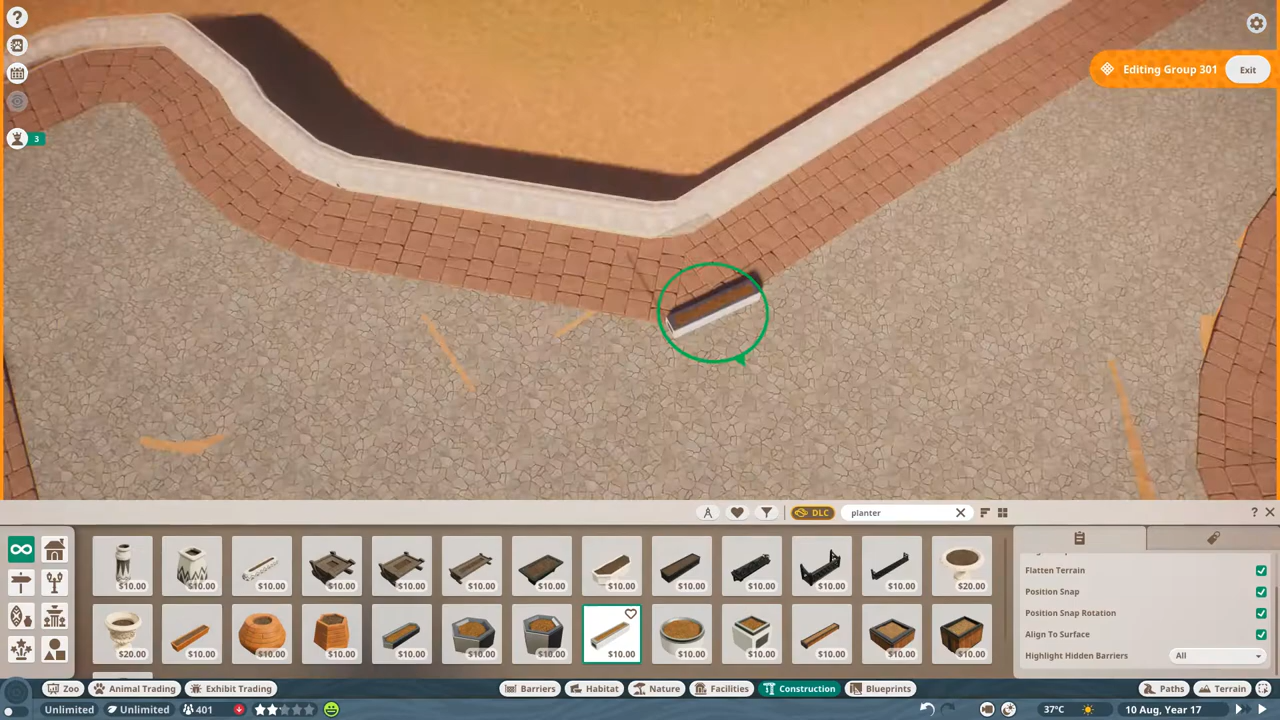 ?
Editing Group 301
Exit
3
DLC
planter
?
$10.00
$10.00
$10.00
$10.00
$10.00
$10.00
$10.00
$10.00
$10.00
$10.00
$10.00
$10.00
$20.00
$20.00
$10.00
$10.00
$10.00
$10.00
$10.00
$10.00
$10.00
$10.00
$10.00
$10.00
$10.00
$10.00
Flatten Terrain
Position Snap
Position Snap Rotation
Align To Surface
Highlight Hidden Barriers
All
Zoo
Animal Trading
Exhibit Trading
Barriers
Habitat
Nature
Facilities
Construction
Blueprints
Paths
Terrain
Unlimited
Unlimited
401
37°C
10 Aug, Year 17